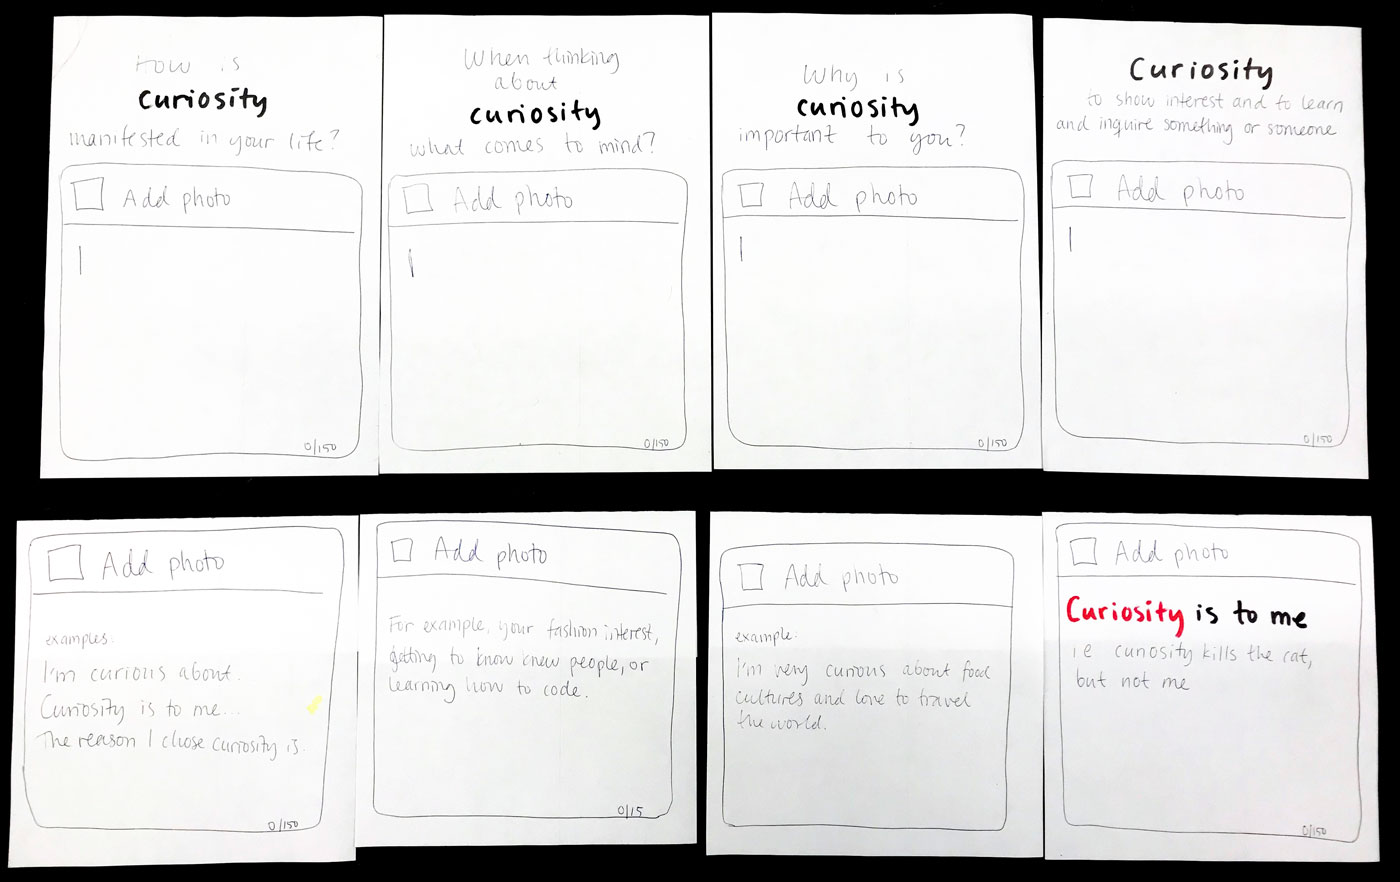 How is
curiosity
manifested in your life?
Add photo
0/150
When thinking
about
curiosity
what comes to mind?
Add photo
0/150
Why is
curiosity
important to you?
Add photo
0/150
Curiosity
to show interest and to learn
and inquire something or someone
Add photo
0/150
Add photo
examples:
I'm curious about.
Curiosity is to me...
The reason I chose curiosity is.
0/150
Add photo
For example, your fashion interest,
getting to know knew people, or
learning how to code.
0/15
Add photo
example:
I'm very curious about food
cultures and love to travel
the world.
Add photo
Curiosity is to me
i.e curiosity kills the cat,
but not me
0/150